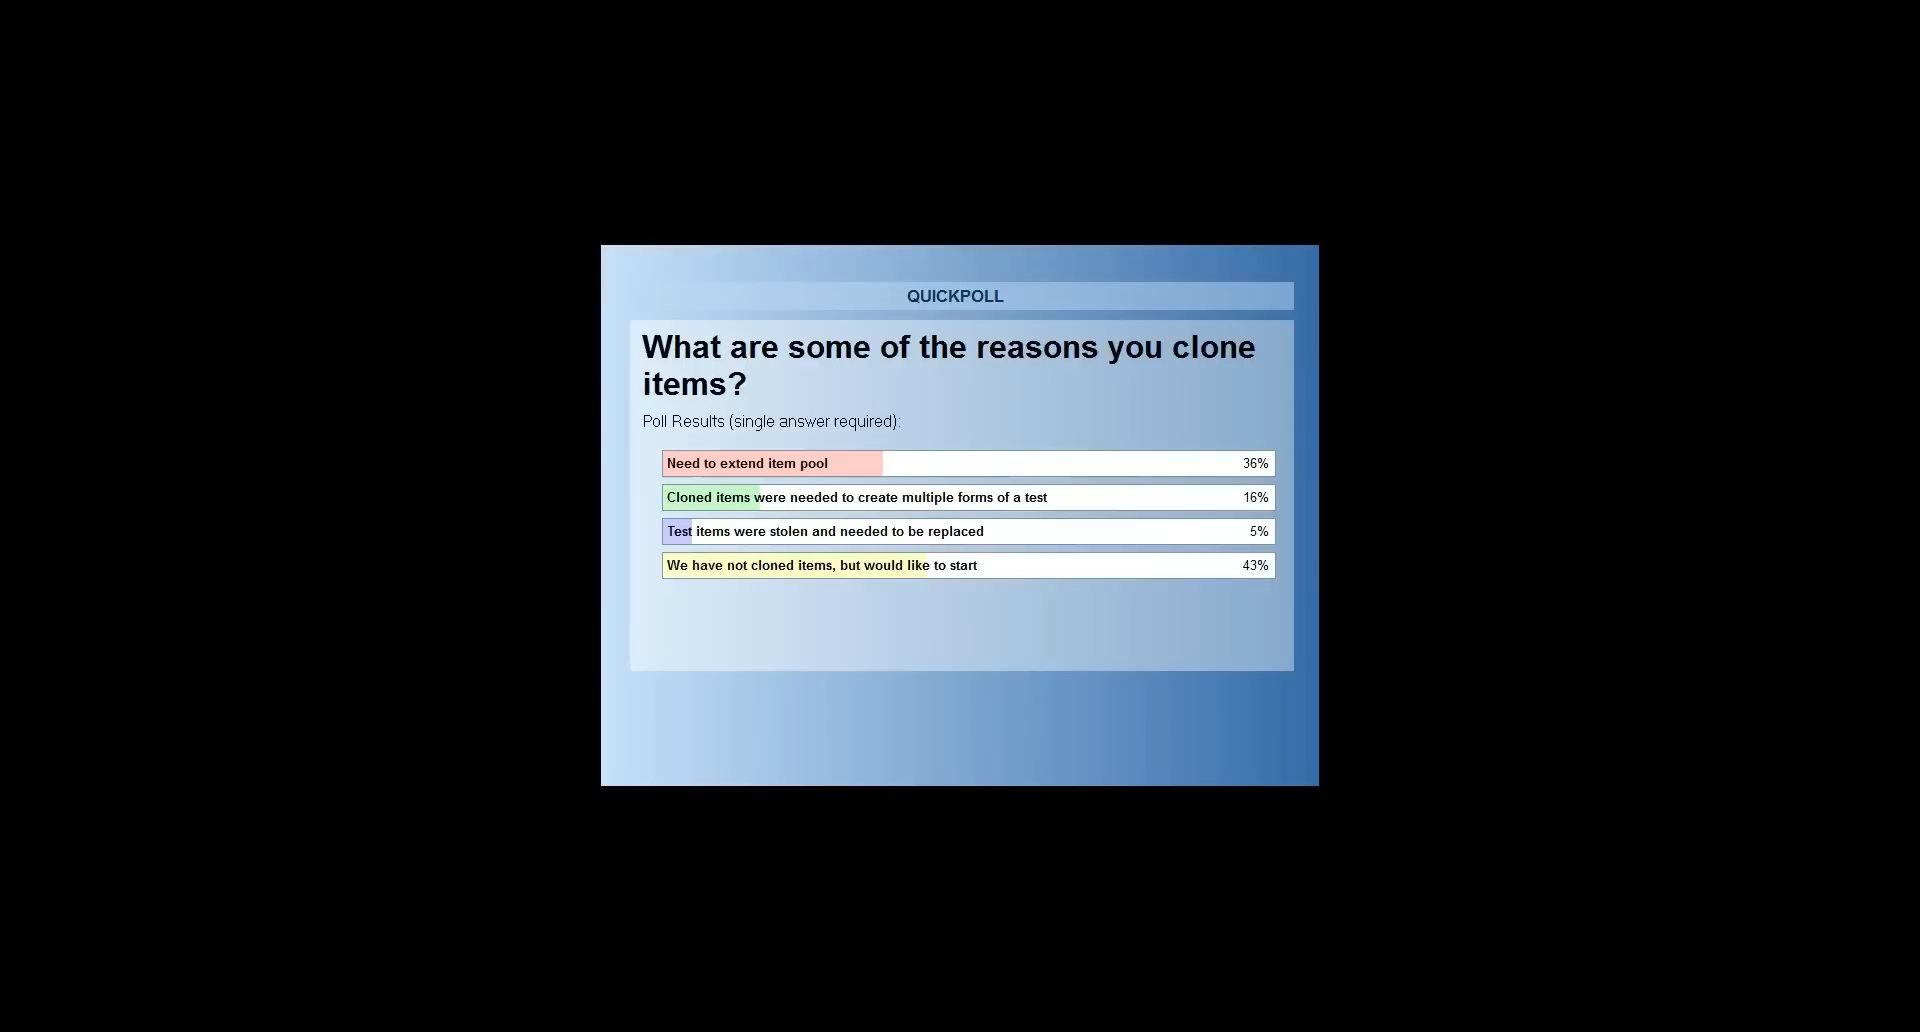 QUICKPOLL
What are some of the reasons you clone
items?
Poll Results (single answer required):
Need to extend item pool 36%
Cloned items were needed to create multiple forms of a test 16%
Test items were stolen and needed to be replaced 5%
We have not cloned items, but would like to start 43%